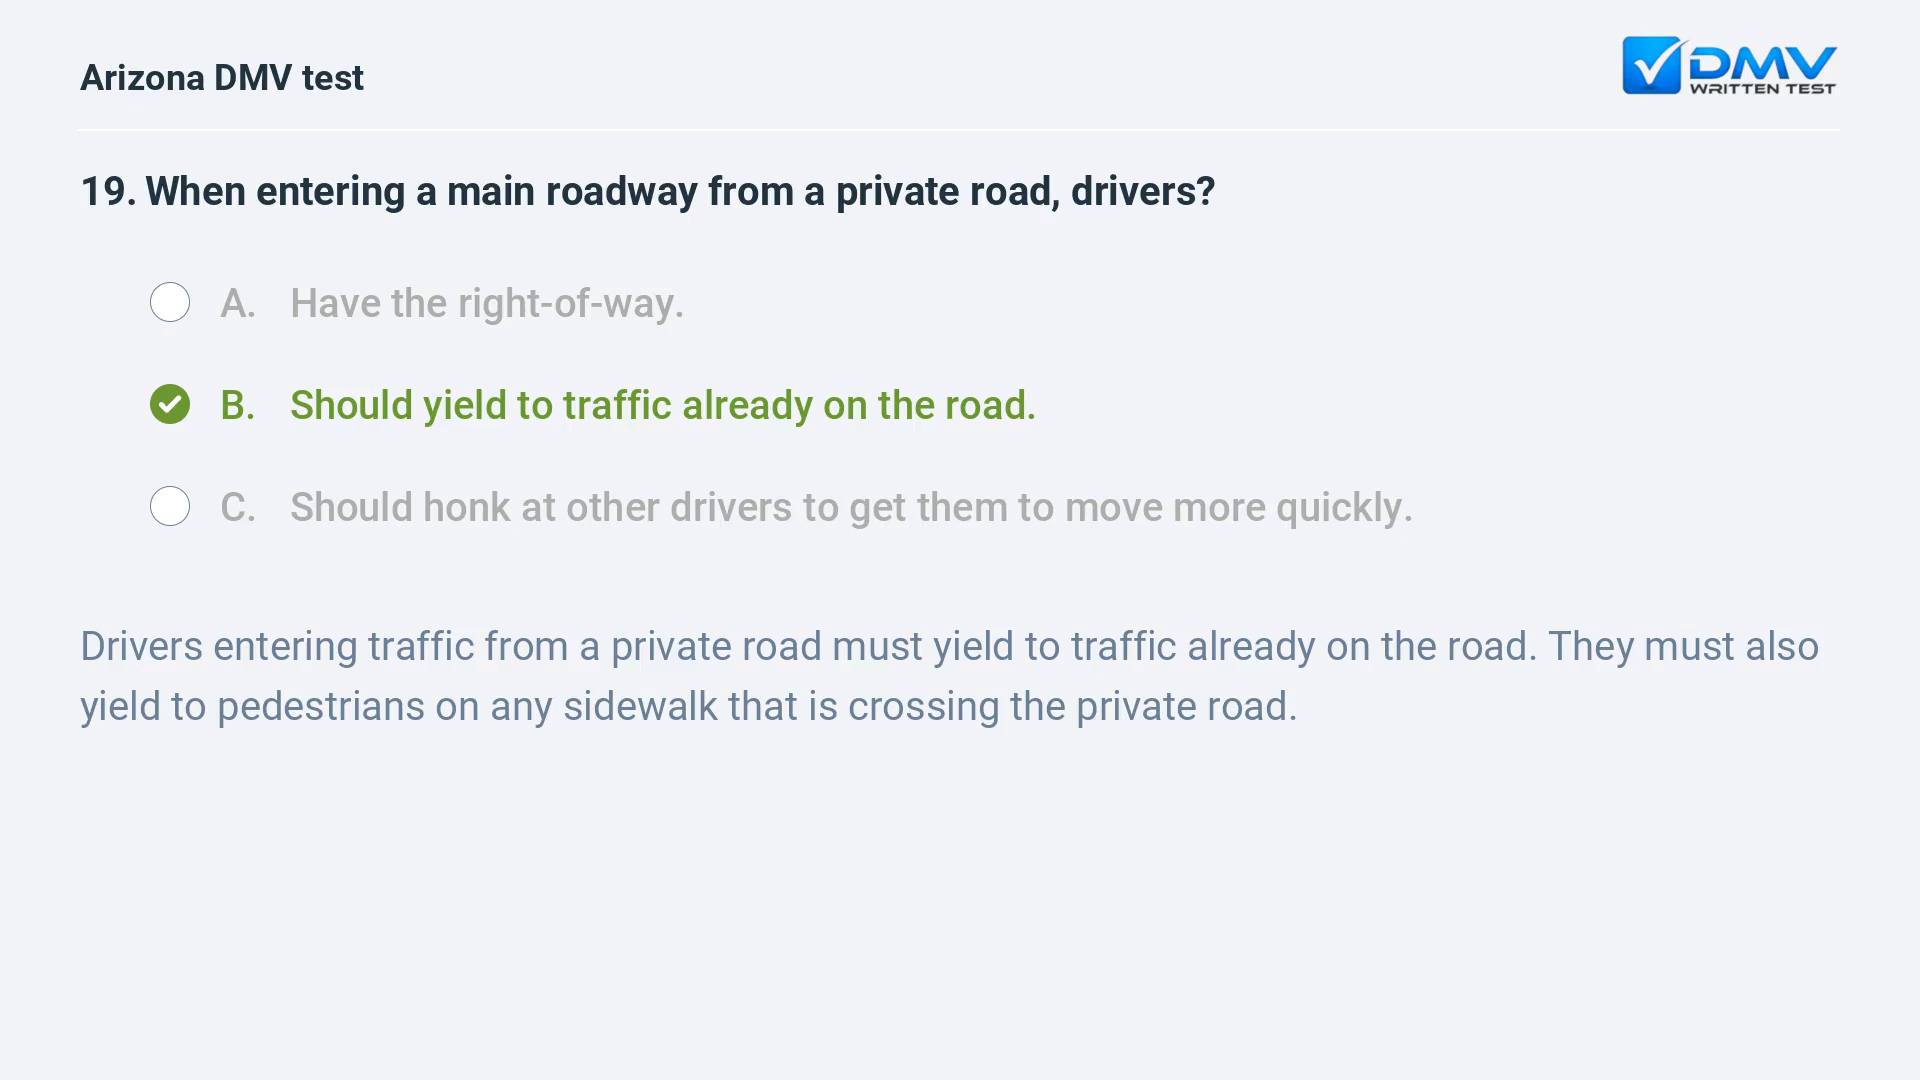 Arizona DMV test
DMV
WRITTEN TEST
19. When entering a main roadway from a private road, drivers?
A. Have the right-of-way.
B. Should yield to traffic already on the road.
C. Should honk at other drivers to get them to move more quickly.
Drivers entering traffic from a private road must yield to traffic already on the road. They must also
yield to pedestrians on any sidewalk that is crossing the private road.